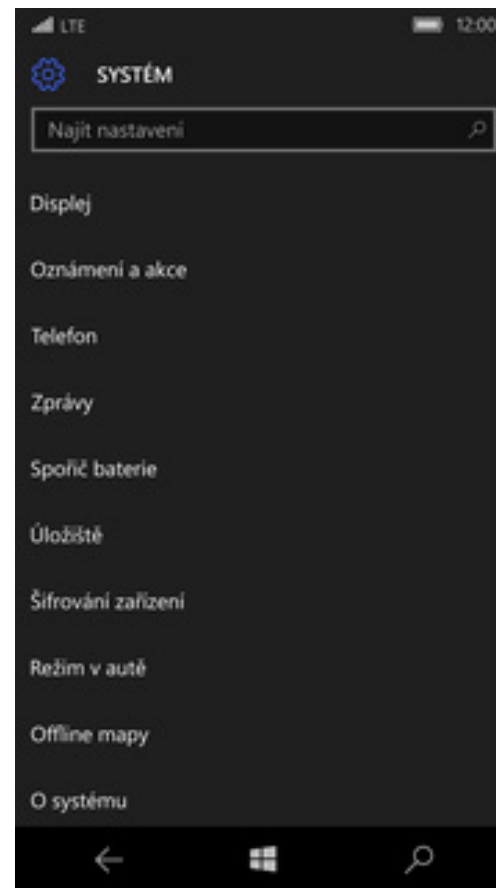 LTE 12:00
SYSTÉM
Najít nastavení
Displej
Oznámení a akce
Telefon
Zprávy
Spořič baterie
Úložiště
Šifrování zařízení
Režim v autě
Offline mapy
O systému